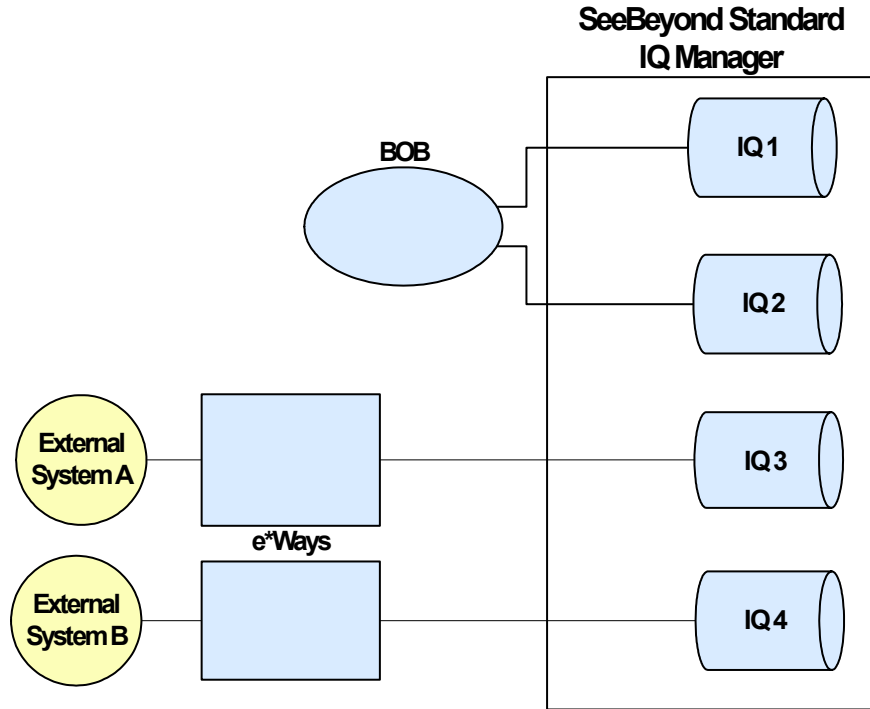 SeeBeyond Standard
IQ Manager
BOB
IQ 1
IQ 2
External
System A
IQ 3
e*Ways
External
System B
IQ 4